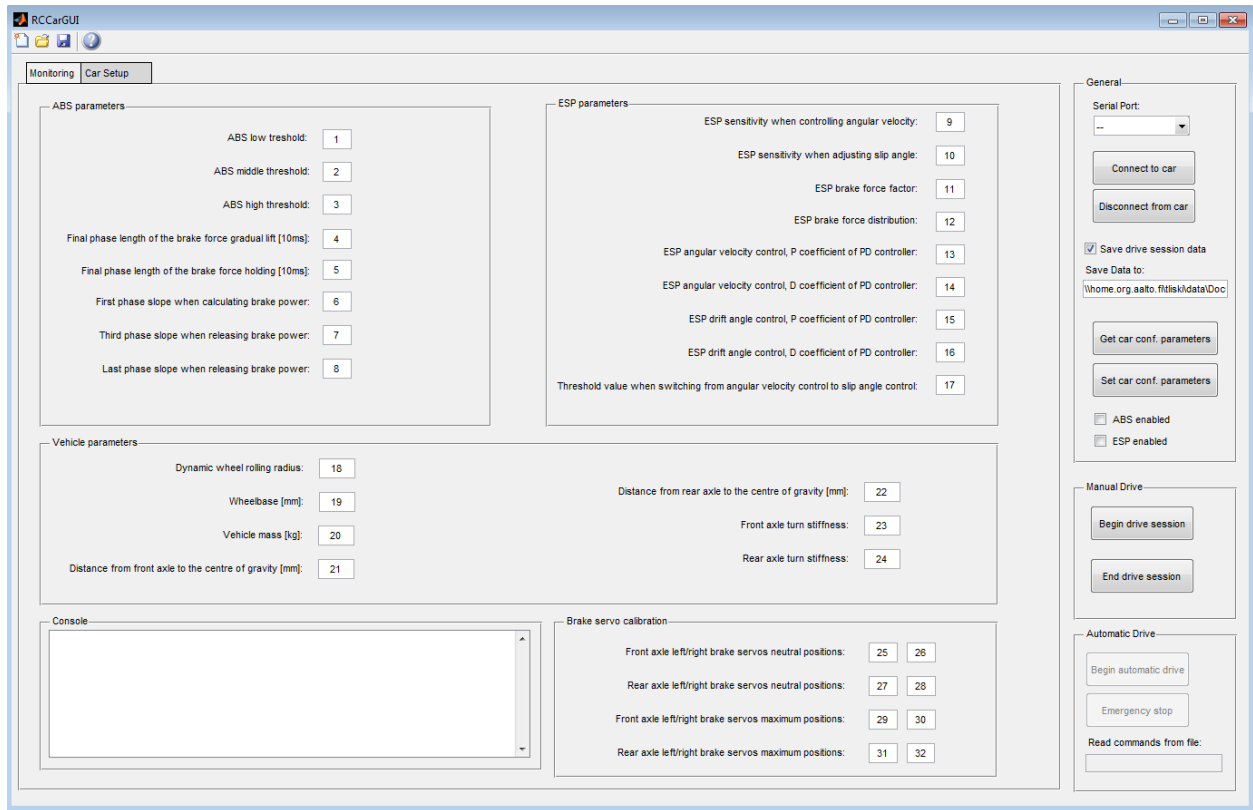 RCCarGUI
Monitoring Car Setup
ABS parameters
ABS low treshold: 1
ABS middle threshold: 2
ABS high threshold: 3
Final phase length of the brake force gradual lift [10ms]: 4
Final phase length of the brake force holding [10ms]: 5
First phase slope when calculating brake power: 6
Third phase slope when releasing brake power: 7
Last phase slope when releasing brake power: 8
ESP parameters
ESP sensitivity when controlling angular velocity: 9
ESP sensitivity when adjusting slip angle: 10
ESP brake force factor: 11
ESP brake force distribution: 12
ESP angular velocity control, P coefficient of PD controller: 13
ESP angular velocity control, D coefficient of PD controller: 14
ESP drift angle control, P coefficient of PD controller: 15
ESP drift angle control, D coefficient of PD controller: 16
Threshold value when switching from angular velocity control to slip angle control: 17
Vehicle parameters
Dynamic wheel rolling radius: 18
Wheelbase [mm]: 19
Vehicle mass [kg]: 20
Distance from front axle to the centre of gravity [mm]: 21
Distance from rear axle to the centre of gravity [mm]: 22
Front axle turn stiffness: 23
Rear axle turn stiffness: 24
Console
Brake servo calibration
Front axle left/right brake servos neutral positions: 25 26
Rear axle left/right brake servos neutral positions: 27 28
Front axle left/right brake servos maximum positions: 29 30
Rear axle left/right brake servos maximum positions: 31 32
General
Serial Port:
--
Connect to car
Disconnect from car
Save drive session data
Save Data to:
\\home.org.aalto.fi\tliski\data\Doc
Get car conf. parameters
Set car conf. parameters
ABS enabled
ESP enabled
Manual Drive
Begin drive session
End drive session
Automatic Drive
Begin automatic drive
Emergency stop
Read commands from file: